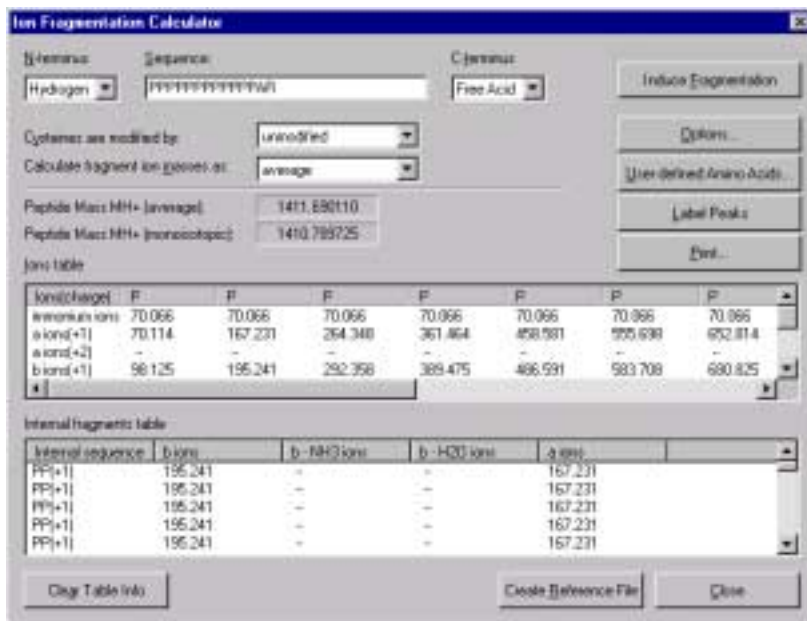 Ion Fragmentation Calculator
N-terminus Sequence: C-terminus
Hydrogen Free Acid Induce Fragmentation
Cysteines are modified by: unmodified Options...
Calculate fragment ion masses as: average User-defined Amino Acids...
Peptide Mass MH+ (average): 1411.690110 Label Peaks
Peptide Mass MH+ (monoisotopic): 1410.789725 Print...
Ions table
Ions(charge) P P P P P P P
immonium ions 70.066 70.066 70.066 70.066 70.066 70.066 70.066
a ions(+1) 70.114 167.231 264.348 361.464 458.581 555.698 652.814
a ions(+2) -- -- -- -- -- -- --
b ions(+1) 98.125 195.241 292.358 389.475 486.591 583.708 680.825
Internal fragments table
Internal sequence b ions b - NH3 ions b - H2O ions a ions
PP(+1) 195.241 -- -- 167.231
PP(+1) 195.241 -- -- 167.231
PP(+1) 195.241 -- -- 167.231
PP(+1) 195.241 -- -- 167.231
PP(+1) 195.241 -- -- 167.231
Clear Table Info Create Reference File Close